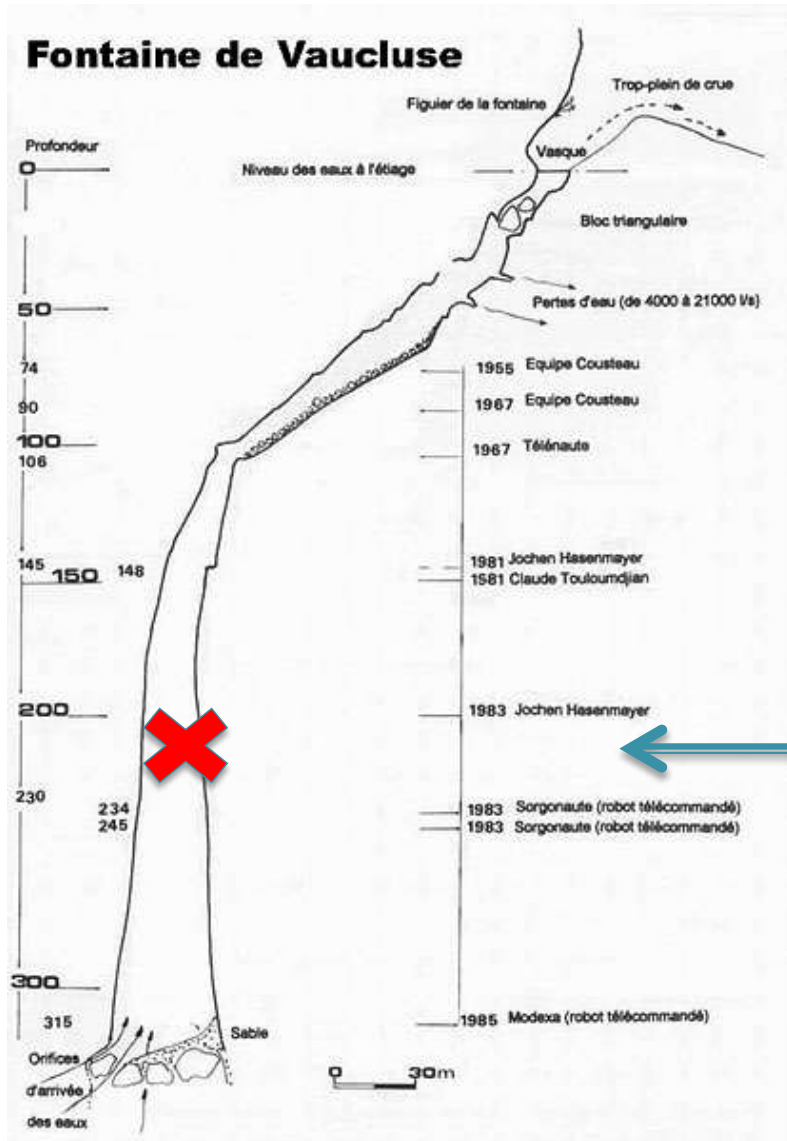 Fontaine de Vaucluse
Trop-plein de crue
Figuier de la fontaine
Profondeur
Vasque
0
Niveau des eaux à l'étiage
Bloc triangulaire
50
Pertes d'eau (de 4000 à 21000 l/s)
74
1955 Equipe Cousteau
90
1967 Equipe Cousteau
100
106
1967 Télénaute
145
148
150
1981 Jochen Hasenmayer
1581 Claude Touloumdjian
200
1983 Jochen Hasenmayer
230
234
245
1983 Sorgonaute (robot télécommandé)
1983 Sorgonaute (robot télécommandé)
300
315
1985 Modexa (robot télécommandé)
Sable
Orifices
d'arrivée
des eaux
0 30m